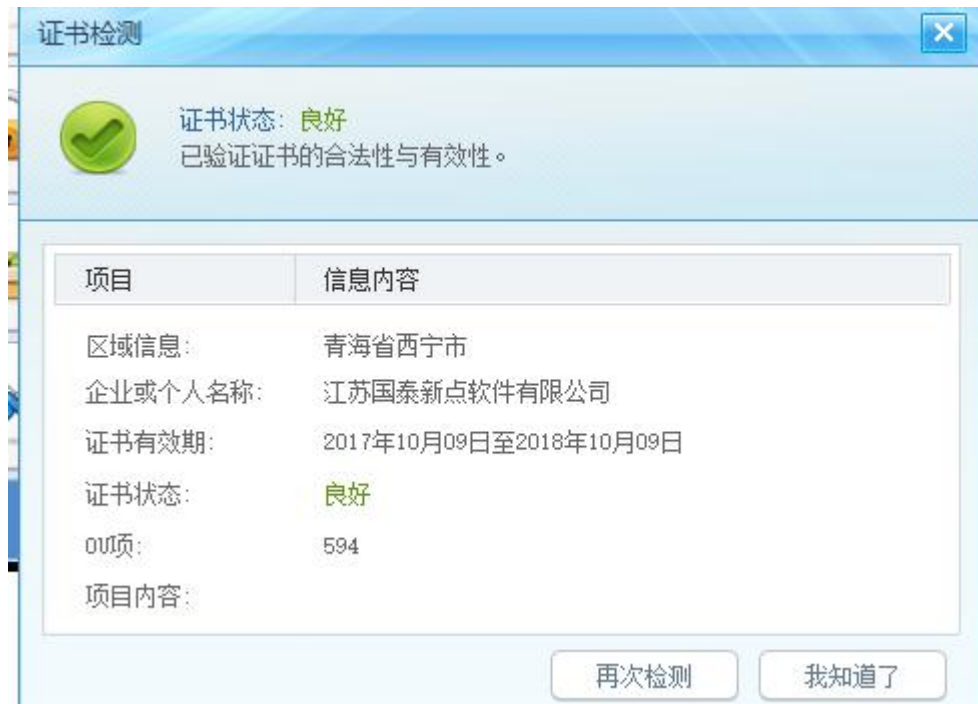 证书检测
证书状态: 良好
已验证证书的合法性与有效性。
项目 信息内容
区域信息: 青海省西宁市
企业或个人名称: 江苏国泰新点软件有限公司
证书有效期: 2017年10月09日至2018年10月09日
证书状态: 良好
OU项: 594
项目内容:
再次检测 我知道了